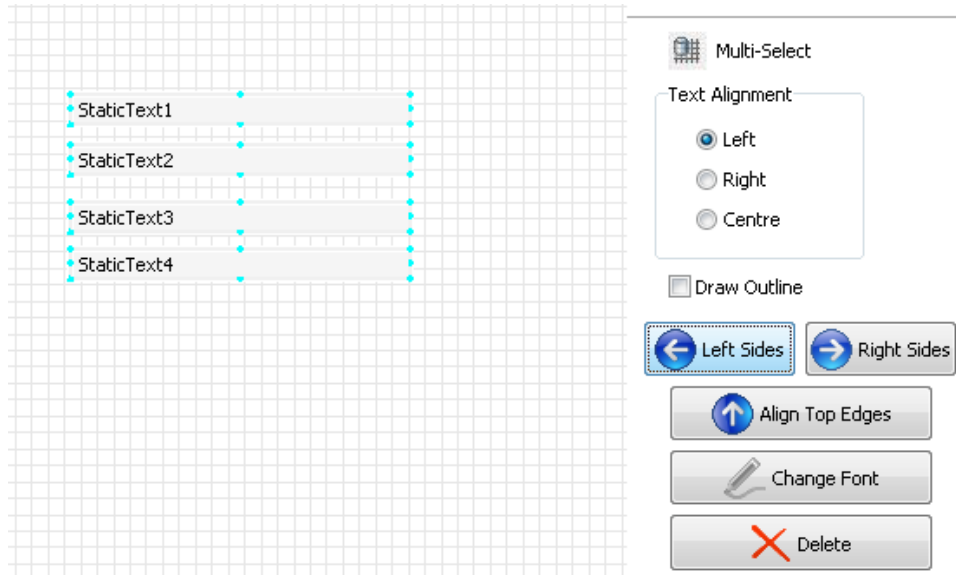 StaticText1
StaticText2
StaticText3
StaticText4
Multi-Select
Text Alignment
Left
Right
Centre
Draw Outline
Left Sides
Right Sides
Align Top Edges
Change Font
Delete